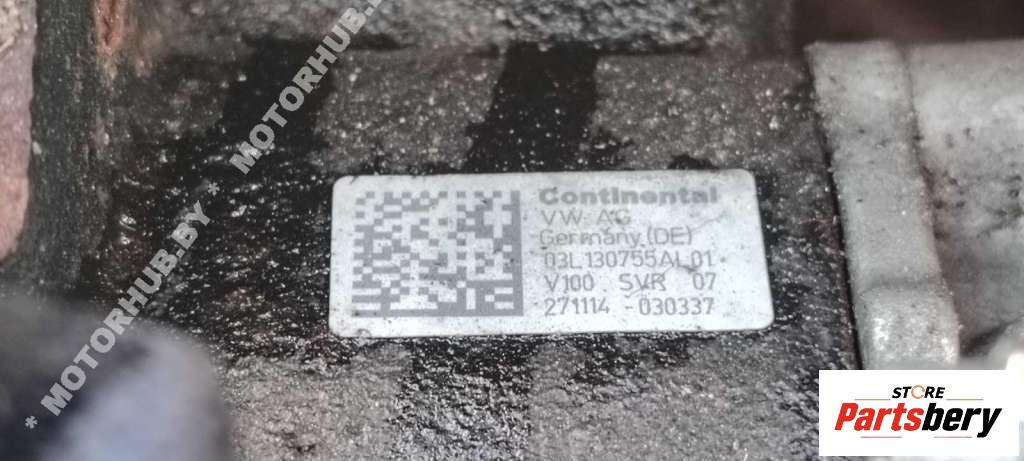 * MOTORHUB.BY * MOTORHUB.BY
Continental
VW AG
Germany (DE)
03L130755AL01
V100 SVR 07
271114 - 030337
STORE
Partsbery